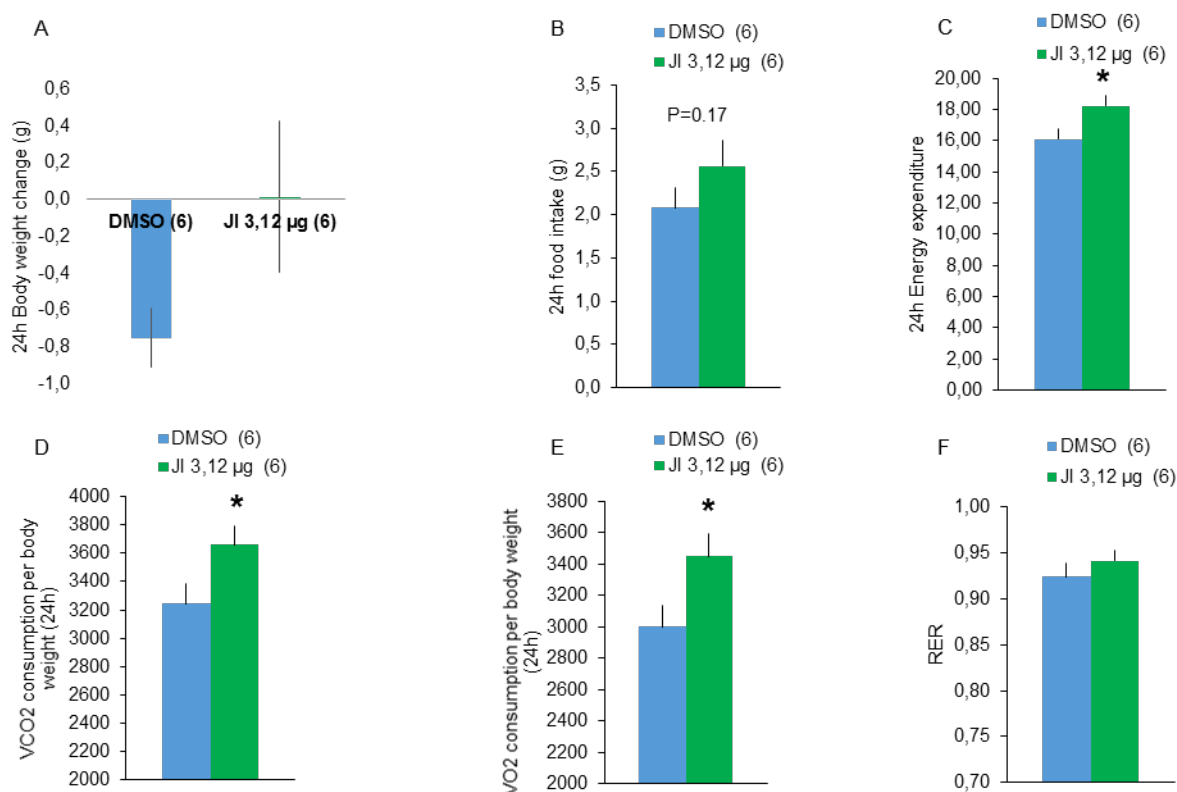 A
24h Body weight change (g)
0,6
0,4
0,2
0,0
-0,2
-0,4
-0,6
-0,8
-1,0
DMSO (6)
JI 3,12 µg (6)
B
DMSO (6)
JI 3,12 µg (6)
24h food intake (g)
3,5
3,0
2,5
2,0
1,5
1,0
0,5
0,0
P=0.17
C
DMSO (6)
JI 3,12 µg (6)
24h Energy expenditure
20,00
18,00
16,00
14,00
12,00
10,00
8,00
6,00
4,00
2,00
0,00
*
D
DMSO (6)
JI 3,12 µg (6)
VCO2 consumption per body
weight (24h)
4000
3800
3600
3400
3200
3000
2800
2600
2400
2200
2000
*
E
DMSO (6)
JI 3,12 µg (6)
VO2 consumption per body weight
(24h)
3800
3600
3400
3200
3000
2800
2600
2400
2200
2000
*
F
DMSO (6)
JI 3,12 µg (6)
RER
1,00
0,95
0,90
0,85
0,80
0,75
0,70